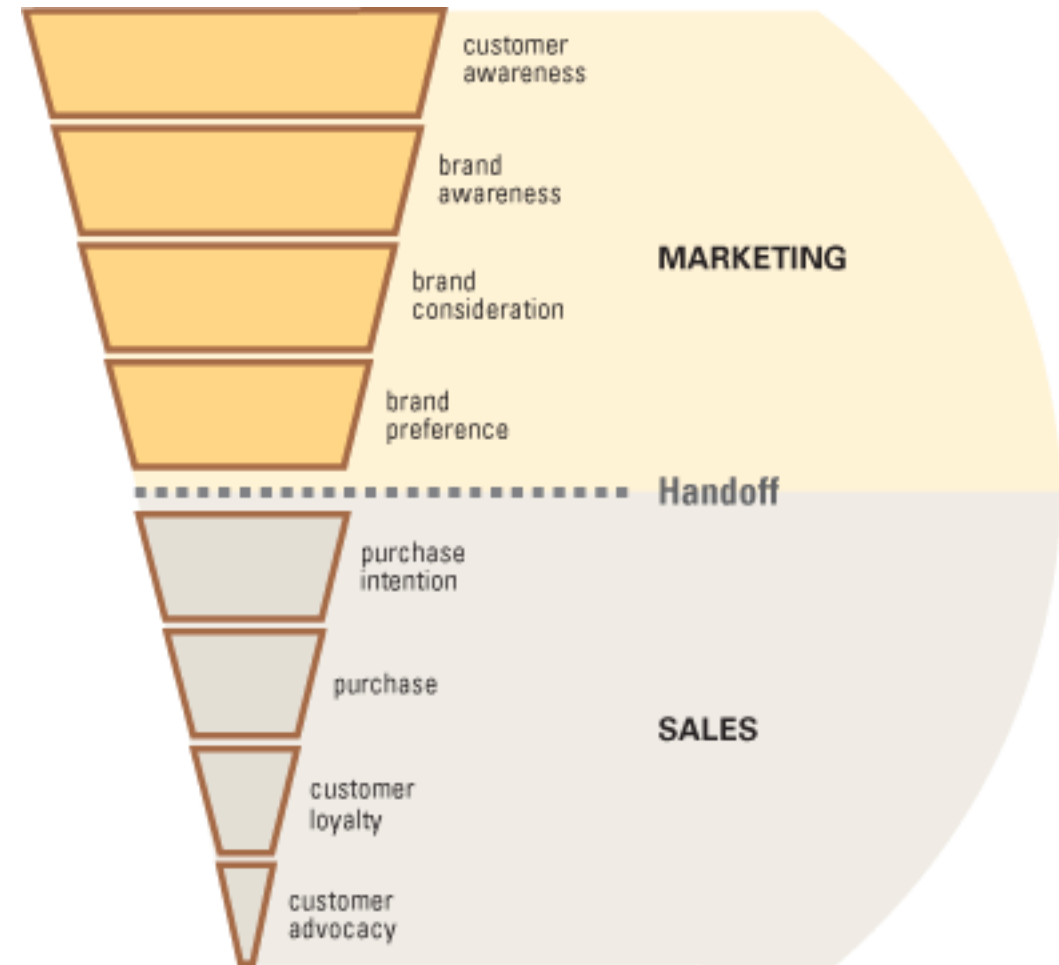 customer
awareness
brand
awareness
brand
consideration
MARKETING
brand
preference
Handoff
purchase
intention
purchase
SALES
customer
loyalty
customer
advocacy